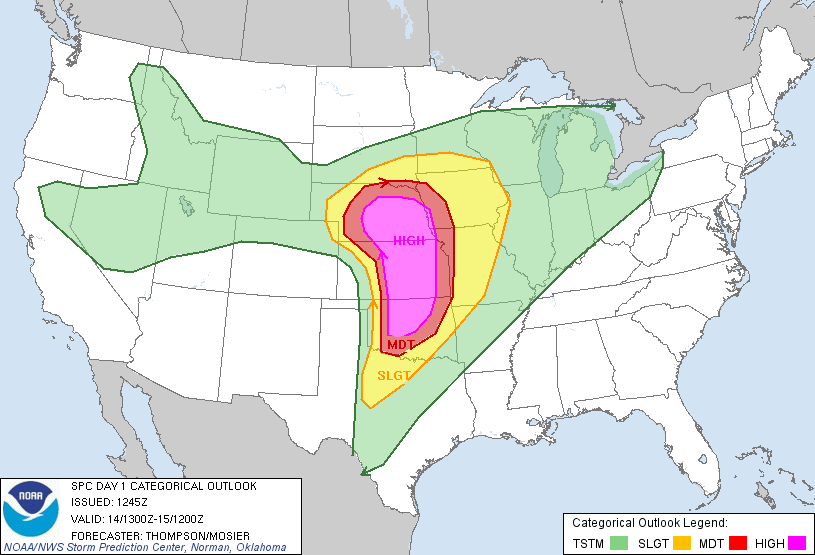 HIGH
MDT
SLGT
NOAA
SPC DAY 1 CATEGORICAL OUTLOOK
ISSUED: 1245Z
VALID: 14/1300Z-15/1200Z
FORECASTER: THOMPSON/MOSIER
NOAA/NWS Storm Prediction Center, Norman, Oklahoma
Categorical Outlook Legend:
TSTM SLGT MDT HIGH